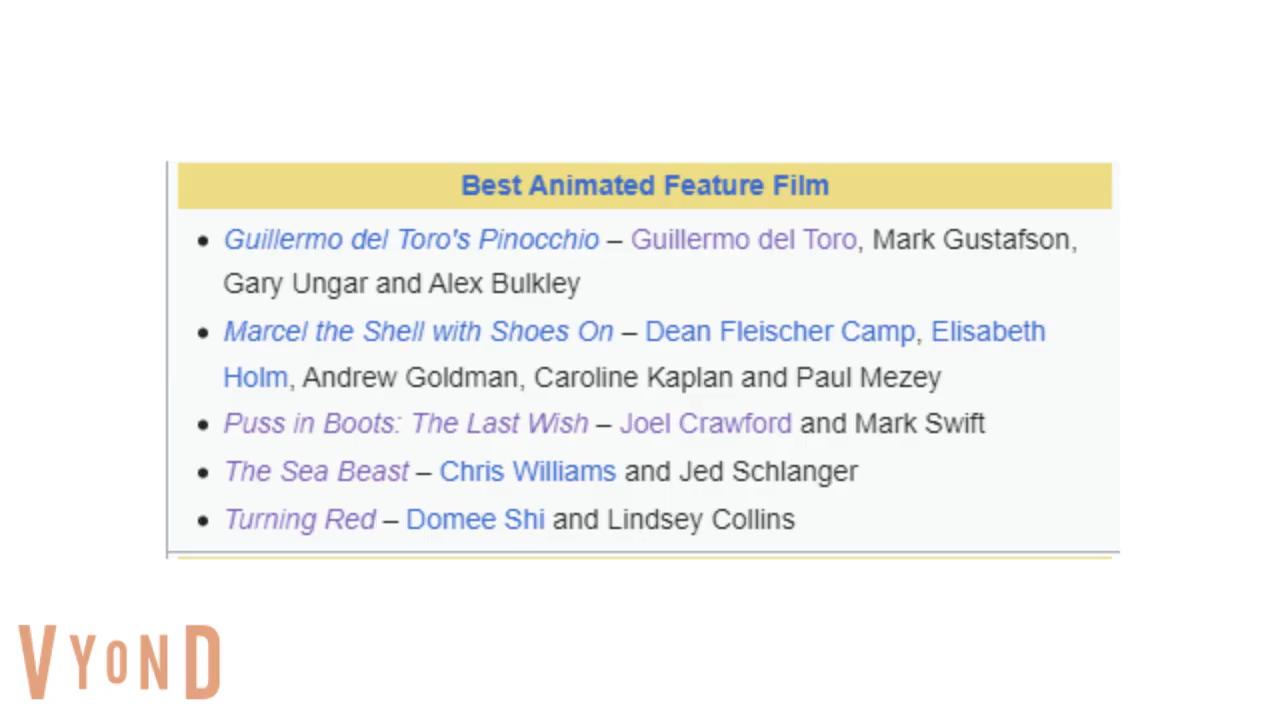 Best Animated Feature Film
• Guillermo del Toro's Pinocchio – Guillermo del Toro, Mark Gustafson,
Gary Ungar and Alex Bulkley
• Marcel the Shell with Shoes On – Dean Fleischer Camp, Elisabeth
Holm, Andrew Goldman, Caroline Kaplan and Paul Mezey
• Puss in Boots: The Last Wish – Joel Crawford and Mark Swift
• The Sea Beast – Chris Williams and Jed Schlanger
• Turning Red – Domee Shi and Lindsey Collins
VYOND